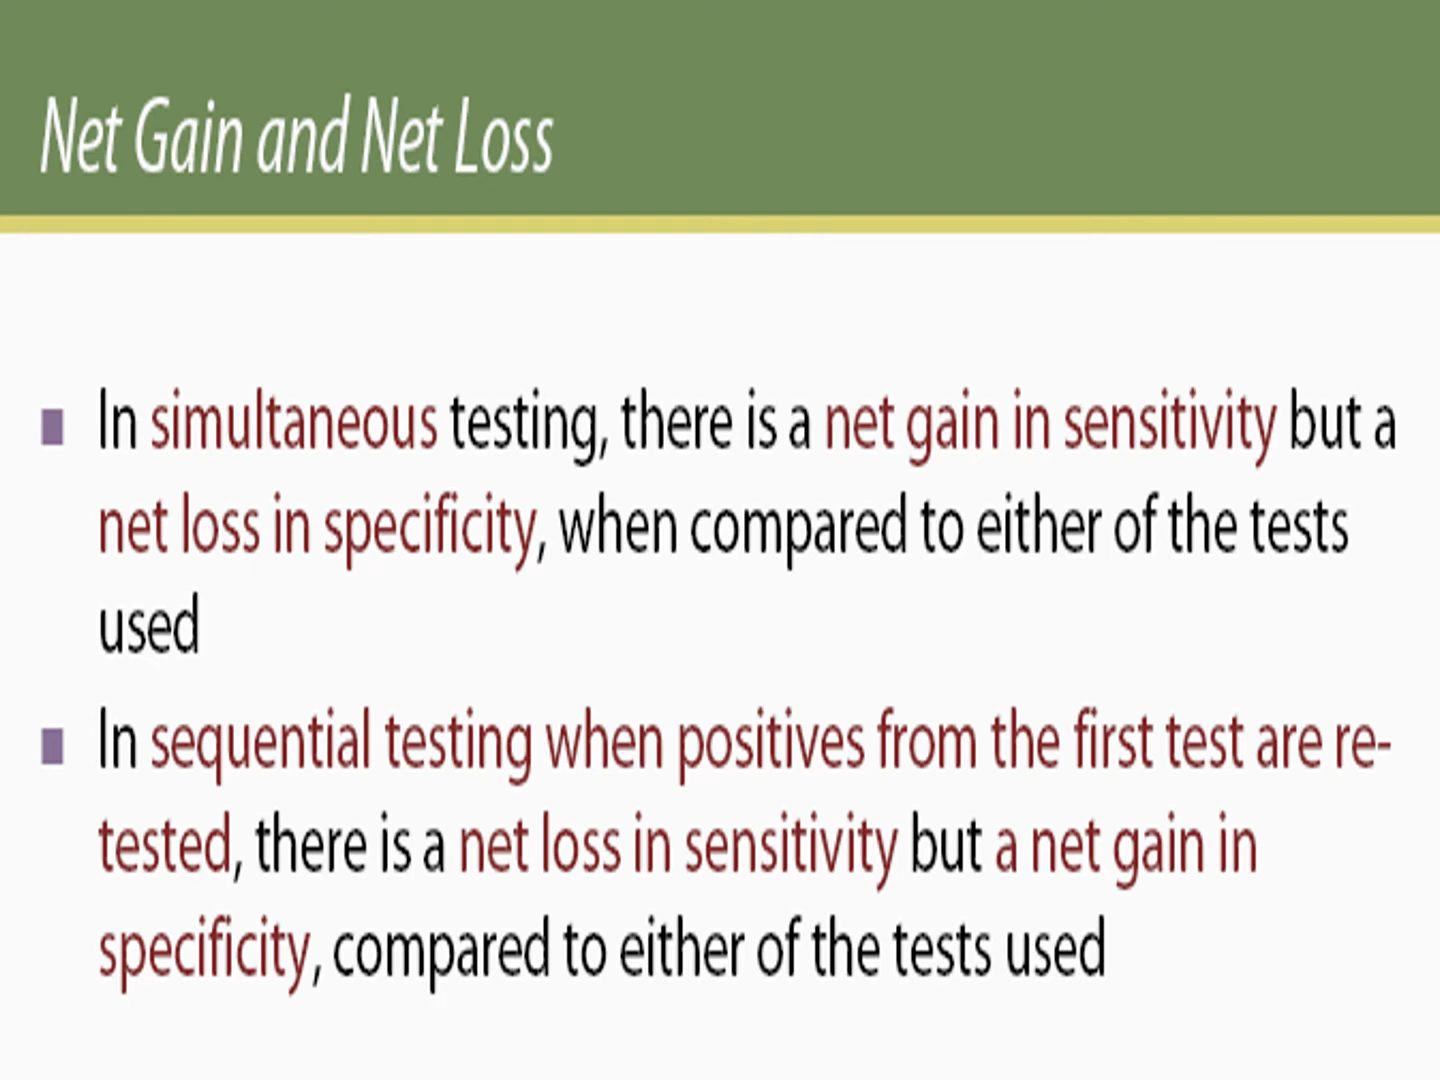 Net Gain and Net Loss
In simultaneous testing, there is a net gain in sensitivity but a
net loss in specificity, when compared to either of the tests
used
In sequential testing when positives from the first test are re-
tested, there is a net loss in sensitivity but a net gain in
specificity, compared to either of the tests used